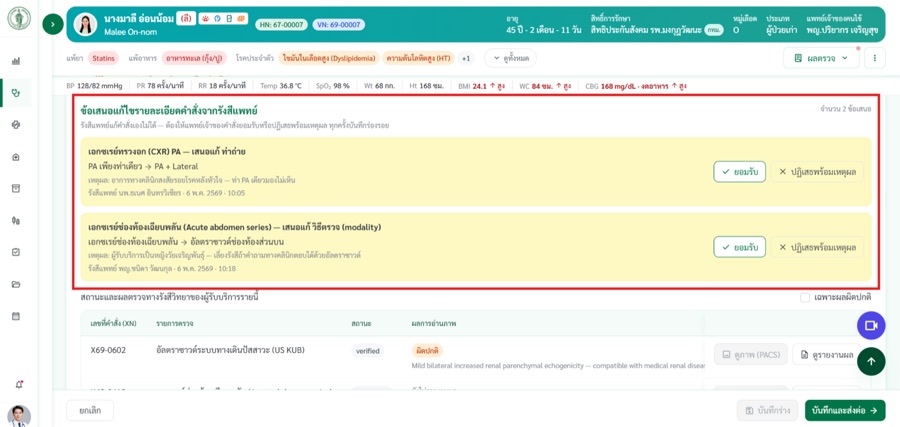 นางมาลี อ่อนน้อม
Malee On-nom
HN: 67-00007
VN: 69-00007
อายุ
45 ปี - 2 เดือน - 11 วัน
สิทธิการรักษา
สิทธิประกันสังคม รพ.มงกุฎวัฒนะ กทม.
หมู่เลือด
O
ประเภท
ผู้ป่วยเก่า
แพทย์เจ้าของไข้
พญ.ปริยากร เจริญสุข
แพ้ยา Statins แพ้อาหาร อาหารทะเล (กุ้ง/ปู) โรคประจำตัว ไขมันในเลือดสูง (Dyslipidemia) ความดันโลหิตสูง (HT) +1 ดูทั้งหมด
ผลตรวจ
BP 128/82 mmHg PR 78 ครั้ง/นาที RR 18 ครั้ง/นาที Temp 36.8 °C SpO₂ 98 % Wt 68 กก. Ht 168 ซม. BMI 24.1 ↑ สูง WC 84 ซม. ↑ สูง CBG 168 mg/dL · งดอาหาร ↑ สูง
ข้อเสนอแก้ไขรายละเอียดคำสั่งจากรังสีแพทย์
จำนวน 2 ข้อเสนอ
รังสีแพทย์แก้คำสั่งเองไม่ได้ — ต้องให้แพทย์เจ้าของคำสั่งยอมรับหรือปฏิเสธพร้อมเหตุผล ทุกครั้งบันทึกร่องรอย
เอกซเรย์ทรวงอก (CXR) PA — เสนอแก้ ท่าถ่าย
PA เพียงท่าเดียว → PA + Lateral
เหตุผล: อาการทางคลินิกสงสัยรอยโรคหลังหัวใจ — ท่า PA เดียวมองไม่เห็น
รังสีแพทย์ นพ.ธเนศ อินทรวิเชียร · 6 พ.ค. 2569 · 10:05
ยอมรับ
ปฏิเสธพร้อมเหตุผล
เอกซเรย์ช่องท้องเฉียบพลัน (Acute abdomen series) — เสนอแก้ วิธีตรวจ (modality)
เอกซเรย์ช่องท้องเฉียบพลัน → อัลตราซาวด์ช่องท้องส่วนบน
เหตุผล: ผู้รับบริการเป็นหญิงวัยเจริญพันธุ์ — เลี่ยงรังสีถ้าคำถามทางคลินิกตอบได้ด้วยอัลตราซาวด์
รังสีแพทย์ พญ.ชนิดา วัฒนกุล · 6 พ.ค. 2569 · 10:18
ยอมรับ
ปฏิเสธพร้อมเหตุผล
สถานะและผลตรวจทางรังสีวิทยาของผู้รับบริการรายนี้
เฉพาะผลผิดปกติ
เลขที่คำสั่ง (XN) รายการตรวจ สถานะ ผลการอ่านภาพ
X69-0602 อัลตราซาวด์ระบบทางเดินปัสสาวะ (US KUB) verified ผิดปกติ
Mild bilateral increased renal parenchymal echogenicity — compatible with medical renal
ดูภาพ (PACS)
ดูรายงานผล
ยกเลิก
บันทึกร่าง
บันทึกและส่งต่อ